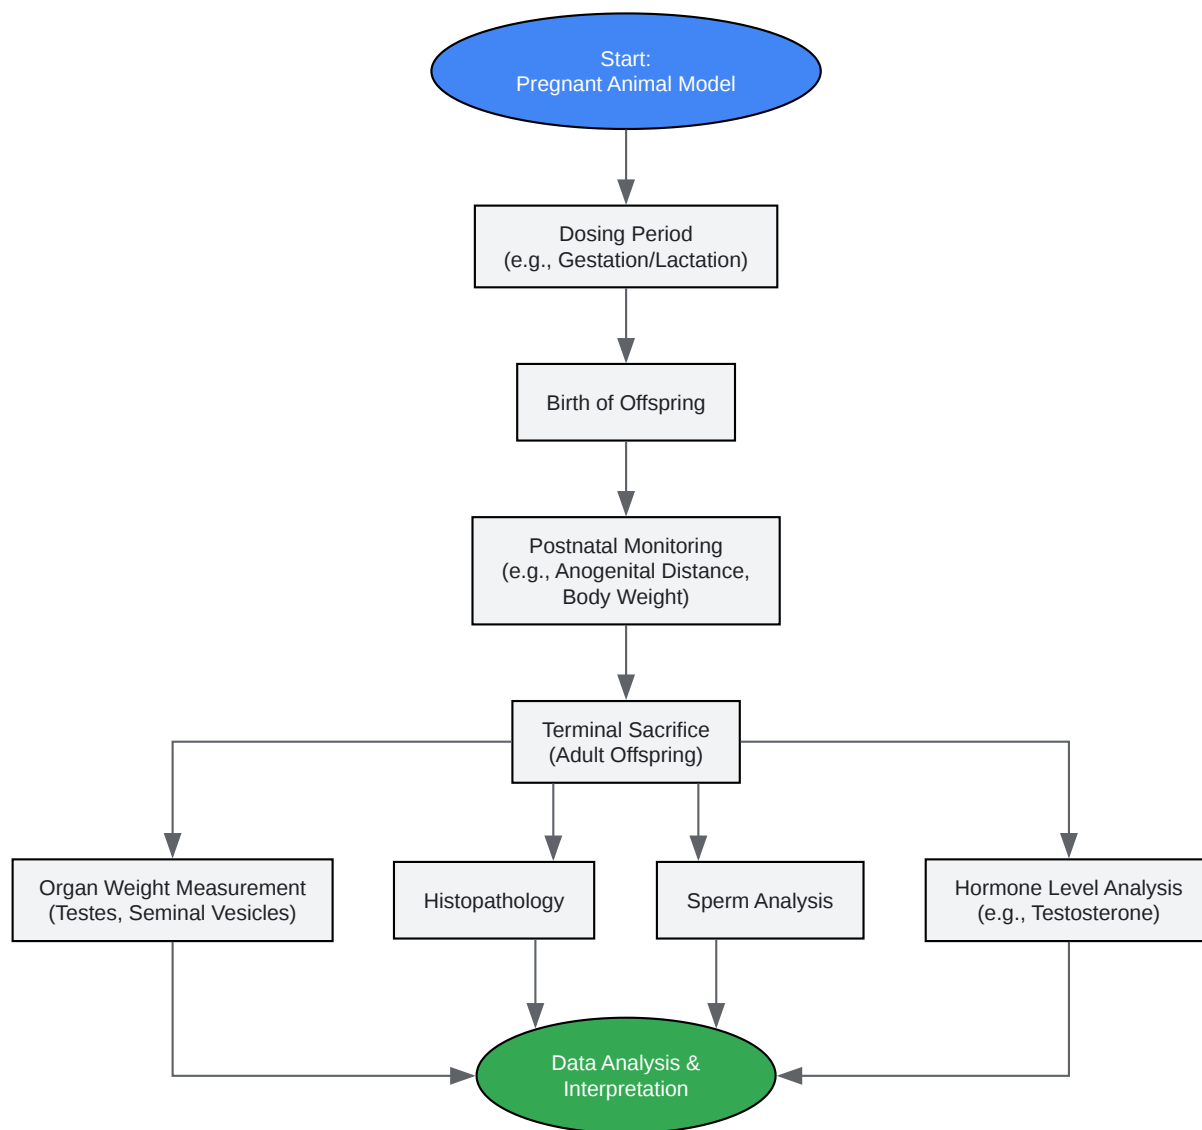 Start:
Pregnant Animal Model
Dosing Period
(e.g., Gestation/Lactation)
Birth of Offspring
Postnatal Monitoring
(e.g., Anogenital Distance,
Body Weight)
Terminal Sacrifice
(Adult Offspring)
Organ Weight Measurement
(Testes, Seminal Vesicles)
Histopathology
Sperm Analysis
Hormone Level Analysis
(e.g., Testosterone)
Data Analysis &
Interpretation